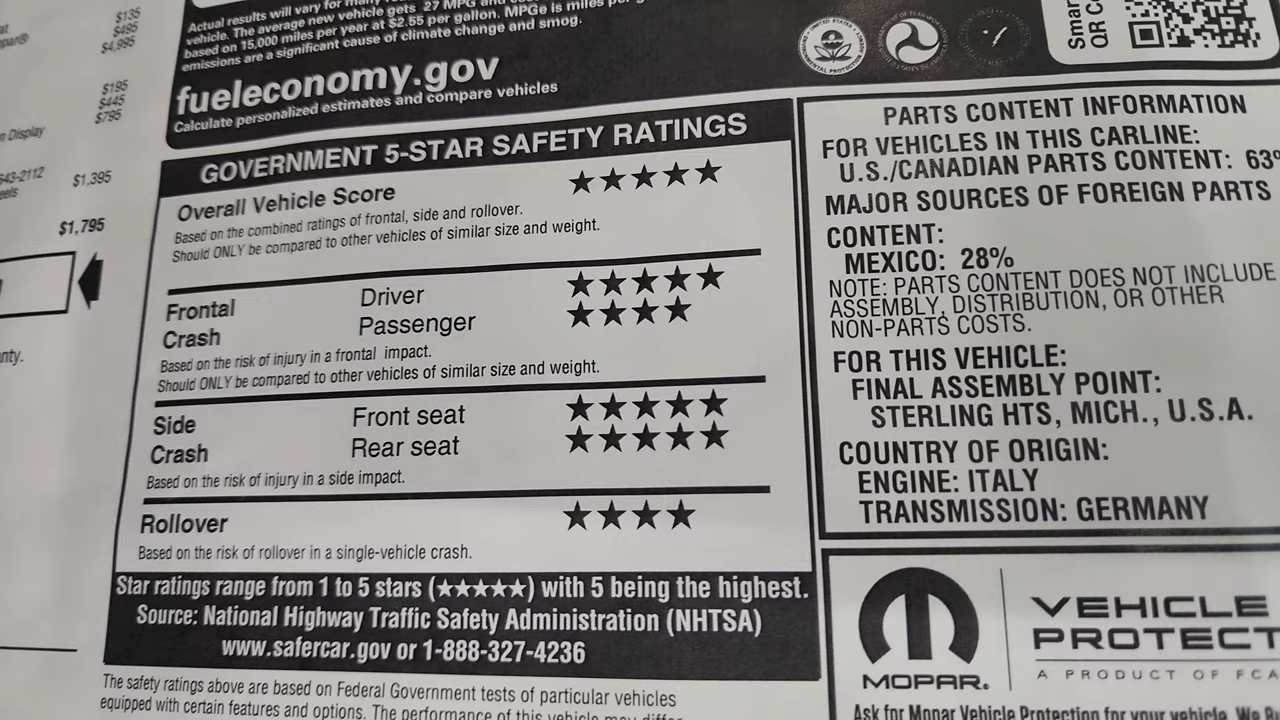 $135
$495
$4,995
$195
$445
$795
n Display
$1,395
$1,795
Actual results will vary for many
vehicle. The average new vehicle gets 27 MPG and
based on 15,000 miles per year at $2.55 per gallon. MPGe is miles per
emissions are a significant cause of climate change and smog.
fueleconomy.gov
Calculate personalized estimates and compare vehicles
Smar
QR Co
GOVERNMENT 5-STAR SAFETY RATINGS
Overall Vehicle Score ★★★★★
Based on the combined ratings of frontal, side and rollover.
Should ONLY be compared to other vehicles of similar size and weight.
Frontal Driver ★★★★★
Crash Passenger ★★★★
Based on the risk of injury in a frontal impact.
Should ONLY be compared to other vehicles of similar size and weight.
Side Front seat ★★★★★
Crash Rear seat ★★★★★
Based on the risk of injury in a side impact.
Rollover ★★★★
Based on the risk of rollover in a single-vehicle crash.
Star ratings range from 1 to 5 stars (★★★★★) with 5 being the highest.
Source: National Highway Traffic Safety Administration (NHTSA)
www.safercar.gov or 1-888-327-4236
The safety ratings above are based on Federal Government tests of particular vehicles
equipped with certain features and options. The performance of this vehicle may differ
PARTS CONTENT INFORMATION
FOR VEHICLES IN THIS CARLINE:
U.S./CANADIAN PARTS CONTENT: 63%
MAJOR SOURCES OF FOREIGN PARTS
CONTENT:
MEXICO: 28%
NOTE: PARTS CONTENT DOES NOT INCLUDE
ASSEMBLY, DISTRIBUTION, OR OTHER
NON-PARTS COSTS.
FOR THIS VEHICLE:
FINAL ASSEMBLY POINT:
STERLING HTS, MICH., U.S.A.
COUNTRY OF ORIGIN:
ENGINE: ITALY
TRANSMISSION: GERMANY
MOPAR.
VEHICLE
PROTECT
A PRODUCT OF FCA
Ask for Mopar Vehicle Protection for your vehicle. We